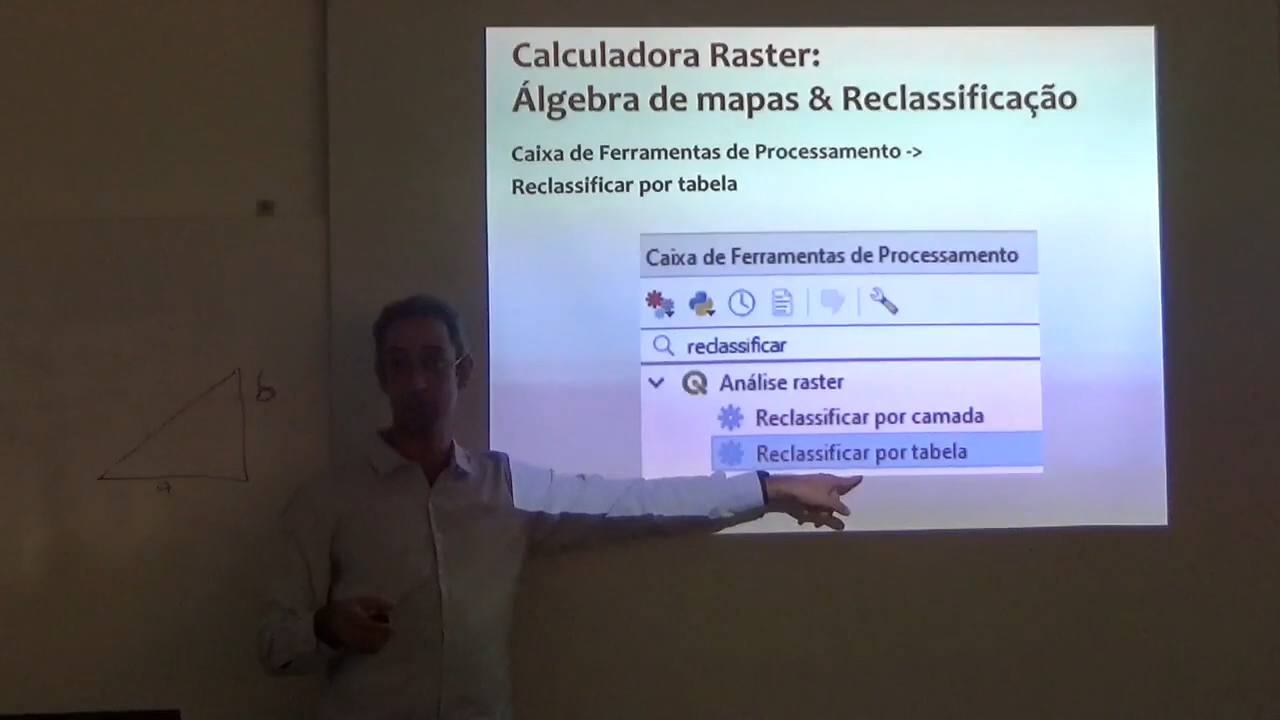 Calculadora Raster:
Álgebra de mapas & Reclassificação
Caixa de Ferramentas de Processamento ->
Reclassificar por tabela
Caixa de Ferramentas de Processamento
reclassificar
Análise raster
Reclassificar por camada
Reclassificar por tabela
b
a